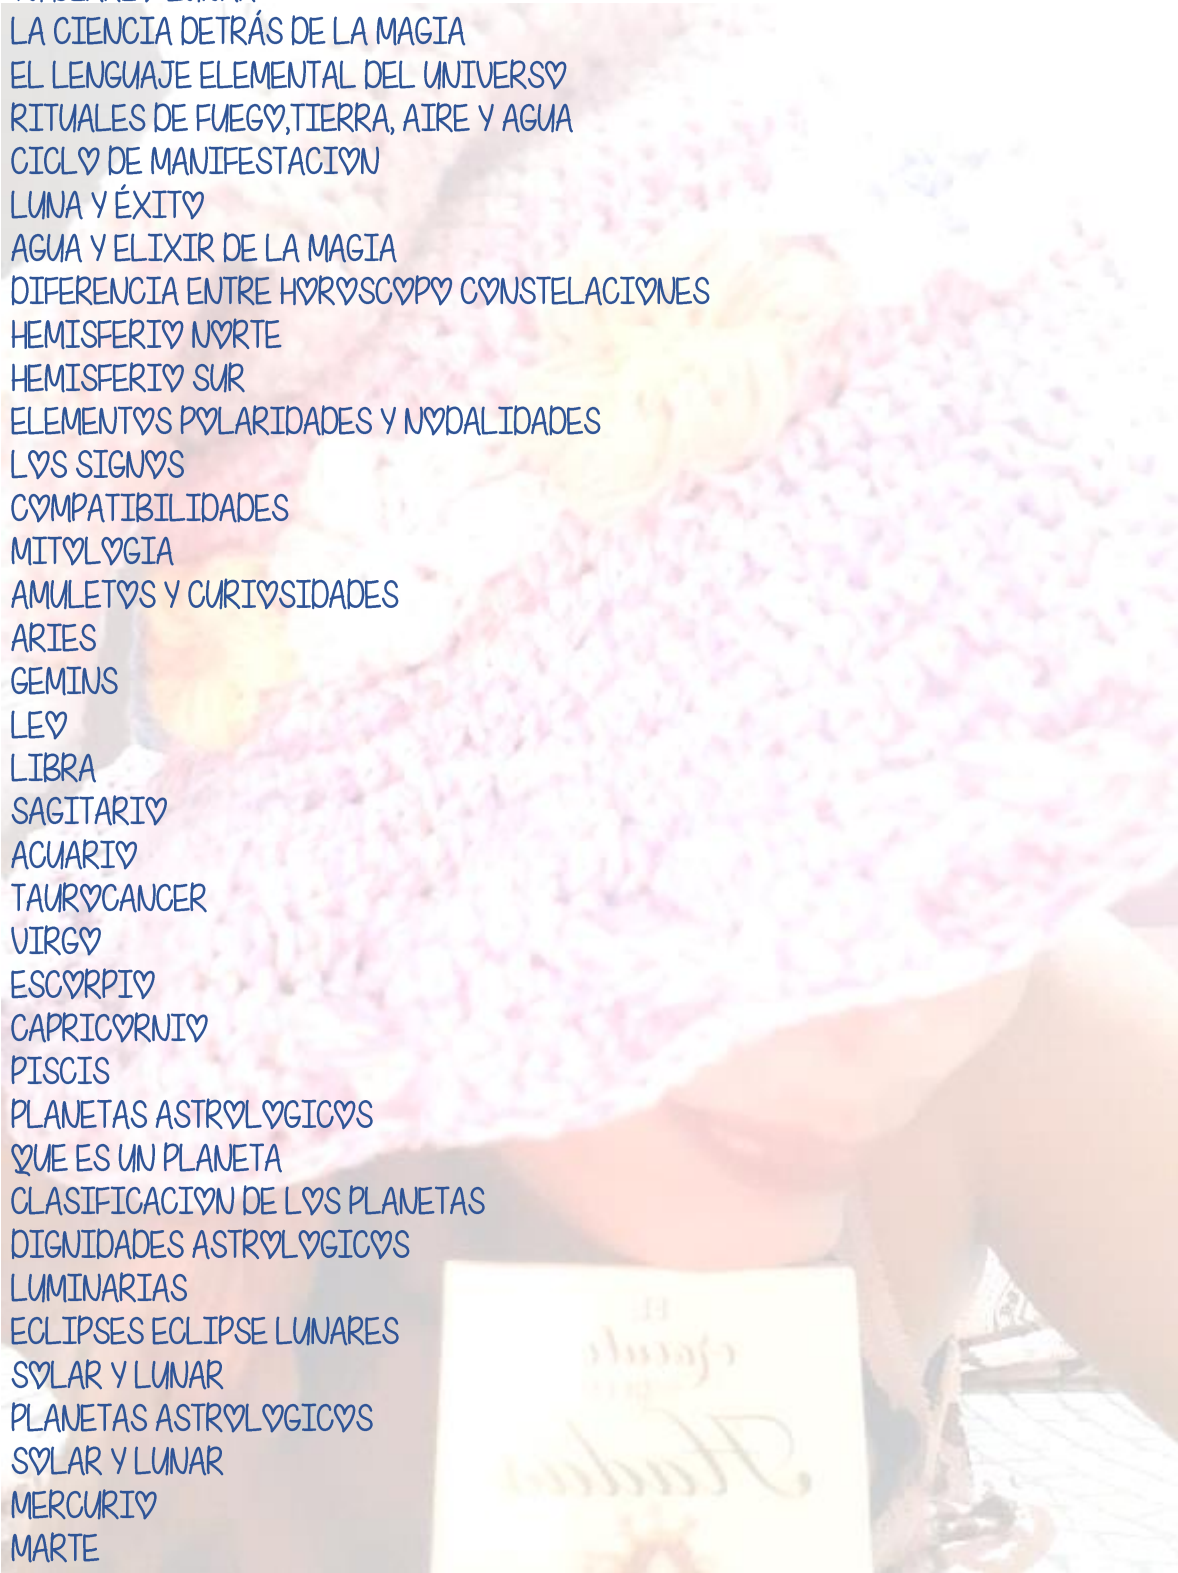 LA CIENCIA DETRÁS DE LA MAGIA
EL LENGUAJE ELEMENTAL DEL UNIVERSO
RITUALES DE FUEGO,TIERRA, AIRE Y AGUA
CICLO DE MANIFESTACION
LUNA Y ÉXITO
AGUA Y ELIXIR DE LA MAGIA
DIFERENCIA ENTRE HOROSCOPO CONSTELACIONES
HEMISFERIO NORTE
HEMISFERIO SUR
ELEMENTOS POLARIDADES Y NODALIDADES
LOS SIGNOS
COMPATIBILIDADES
MITOLOGIA
AMULETOS Y CURIOSIDADES
ARIES
GEMINS
LEO
LIBRA
SAGITARIO
ACUARIO
TAUROCANCER
VIRGO
ESCORPIO
CAPRICORNIO
PISCIS
PLANETAS ASTROLOGICOS
QUE ES UN PLANETA
CLASIFICACION DE LOS PLANETAS
DIGNIDADES ASTROLOGICOS
LUMINARIAS
ECLIPSES ECLIPSE LUNARES
SOLAR Y LUNAR
PLANETAS ASTROLOGICOS
SOLAR Y LUNAR
MERCURIO
MARTE
EL
Hadas